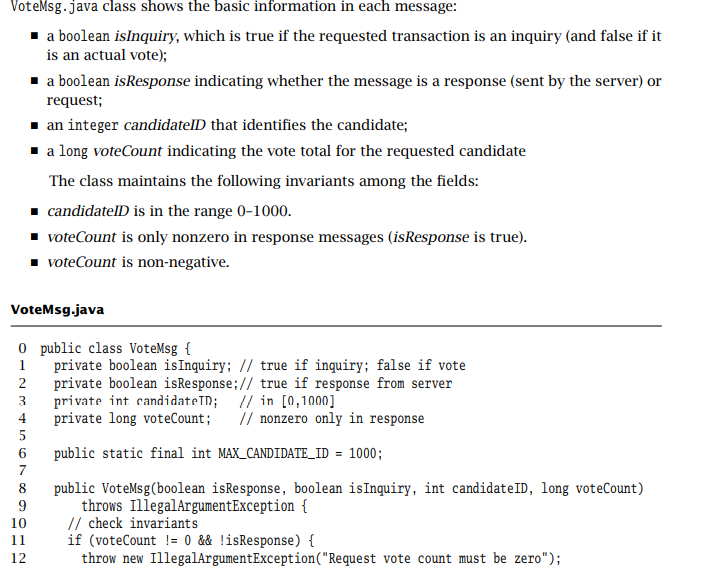 VoteMsg.java class shows the basic information in each message:
■ a boolean isInquiry, which is true if the requested transaction is an inquiry (and false if it
is an actual vote);
■ a boolean isResponse indicating whether the message is a response (sent by the server) or
request;
■ an integer candidateID that identifies the candidate;
■ a long voteCount indicating the vote total for the requested candidate
The class maintains the following invariants among the fields:
■ candidateID is in the range 0–1000.
■ voteCount is only nonzero in response messages (isResponse is true).
■ voteCount is non-negative.
VoteMsg.java
0 public class VoteMsg {
1 private boolean isInquiry; // true if inquiry; false if vote
2 private boolean isResponse;// true if response from server
3 private int candidateID; // in [0,1000]
4 private long voteCount; // nonzero only in response
5
6 public static final int MAX_CANDIDATE_ID = 1000;
7
8 public VoteMsg(boolean isResponse, boolean isInquiry, int candidateID, long voteCount)
9 throws IllegalArgumentException {
10 // check invariants
11 if (voteCount != 0 && !isResponse) {
12 throw new IllegalArgumentException("Request vote count must be zero");